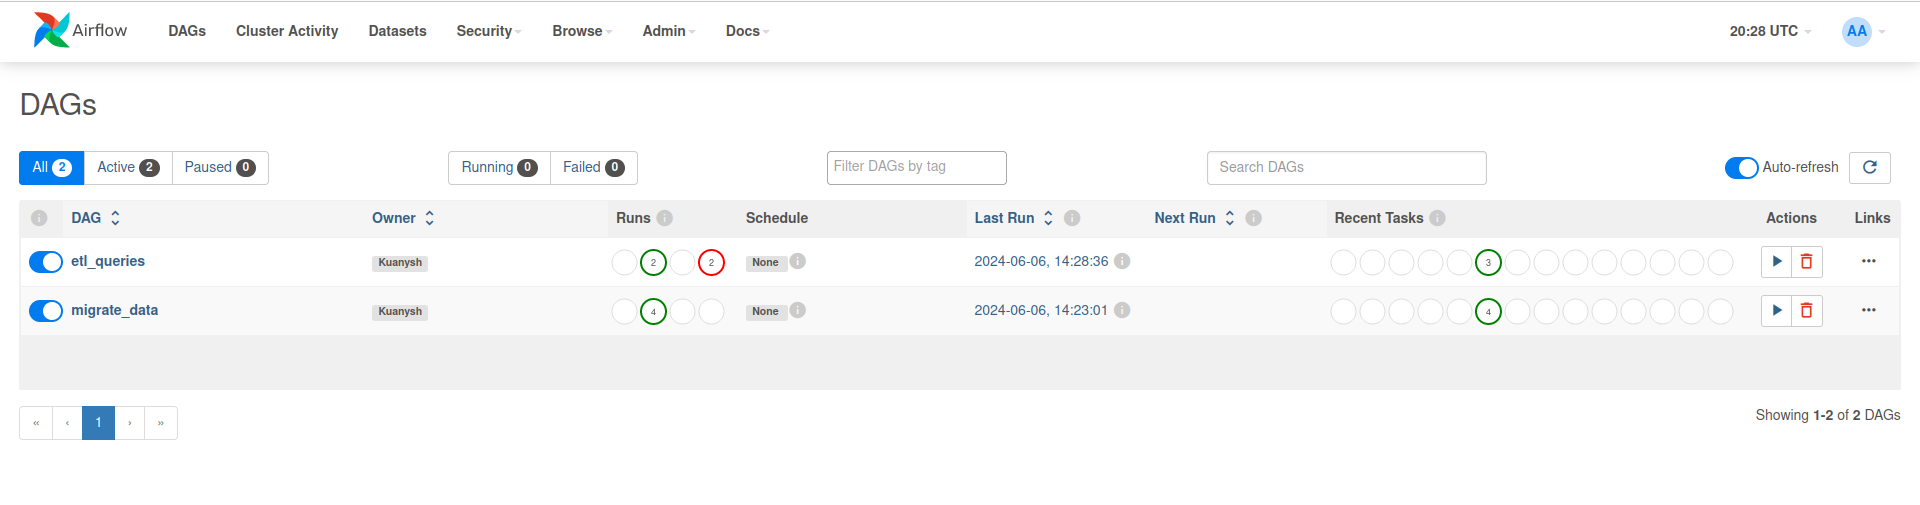 Airflow DAGs Cluster Activity Datasets Security Browse Admin Docs 20:28 UTC AA
DAGs
All 2 Active 2 Paused 0 Running 0 Failed 0 Filter DAGs by tag Search DAGs Auto-refresh
i DAG Owner Runs i Schedule Last Run i Next Run i Recent Tasks i Actions Links
etl_queries Kuanysh 2 2 None i 2024-06-06, 14:28:36 i 3 •••
migrate_data Kuanysh 4 None i 2024-06-06, 14:23:01 i 4 •••
« ‹ 1 › » Showing 1-2 of 2 DAGs